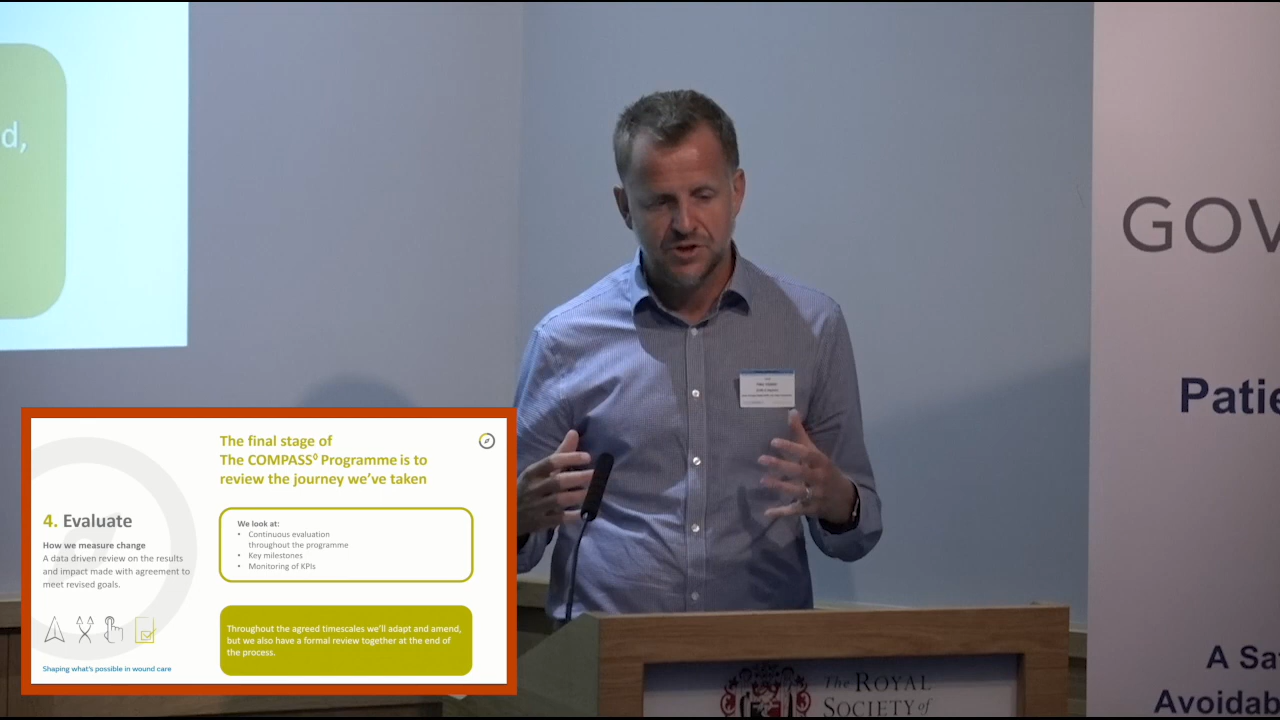 d,
GOV
Patie
A Sa
Avoidab
The final stage of
The COMPASS◊ Programme is to
review the journey we've taken
4. Evaluate
How we measure change
A data driven review on the results
and impact made with agreement to
meet revised goals.
Shaping what's possible in wound care
We look at:
• Continuous evaluation
throughout the programme
• Key milestones
• Monitoring of KPIs
Throughout the agreed timescales we'll adapt and amend,
but we also have a formal review together at the end of
the process.
The ROYAL
SOCIETY of